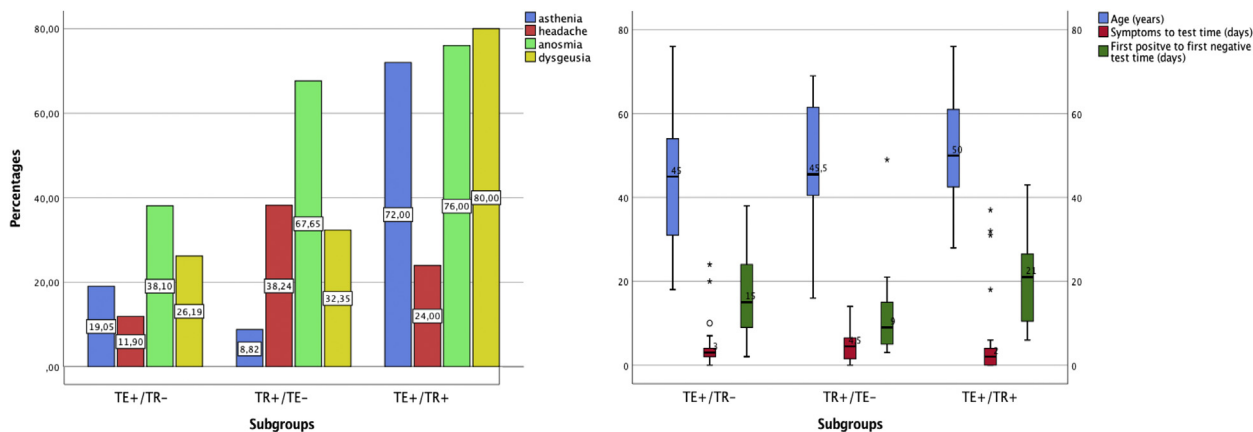 asthenia
headache
anosmia
dysgeusia
80,00
60,00
40,00
20,00
,00
Percentages
19,05
11,90
38,10
26,19
8,82
38,24
67,65
32,35
72,00
24,00
76,00
80,00
TE+/TR−
TR+/TE−
TE+/TR+
Subgroups
Age (years)
Symptoms to test time (days)
First positve to first negative
test time (days)
80
60
40
20
0
80
60
40
20
0
45
3
15
45,5
4,5
9
50
2
21
TE+/TR−
TR+/TE−
TE+/TR+
Subgroups